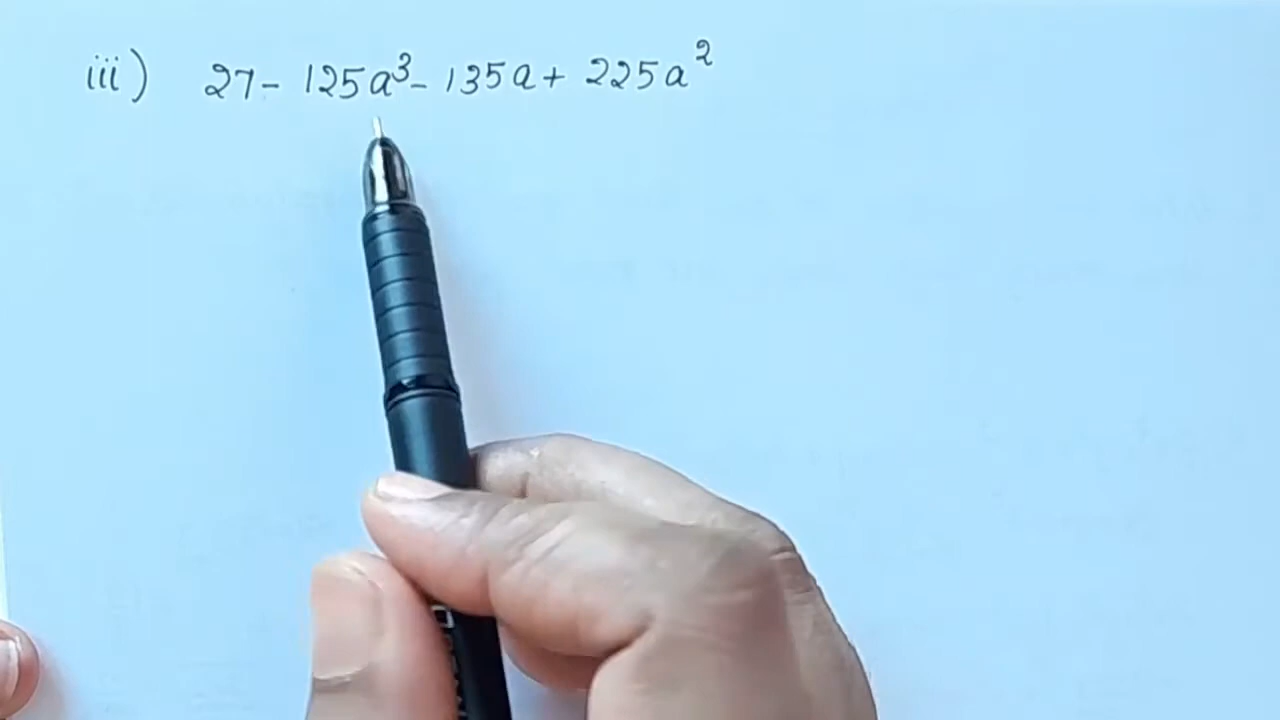 iii) 27 - 125a³ - 135a + 225a²